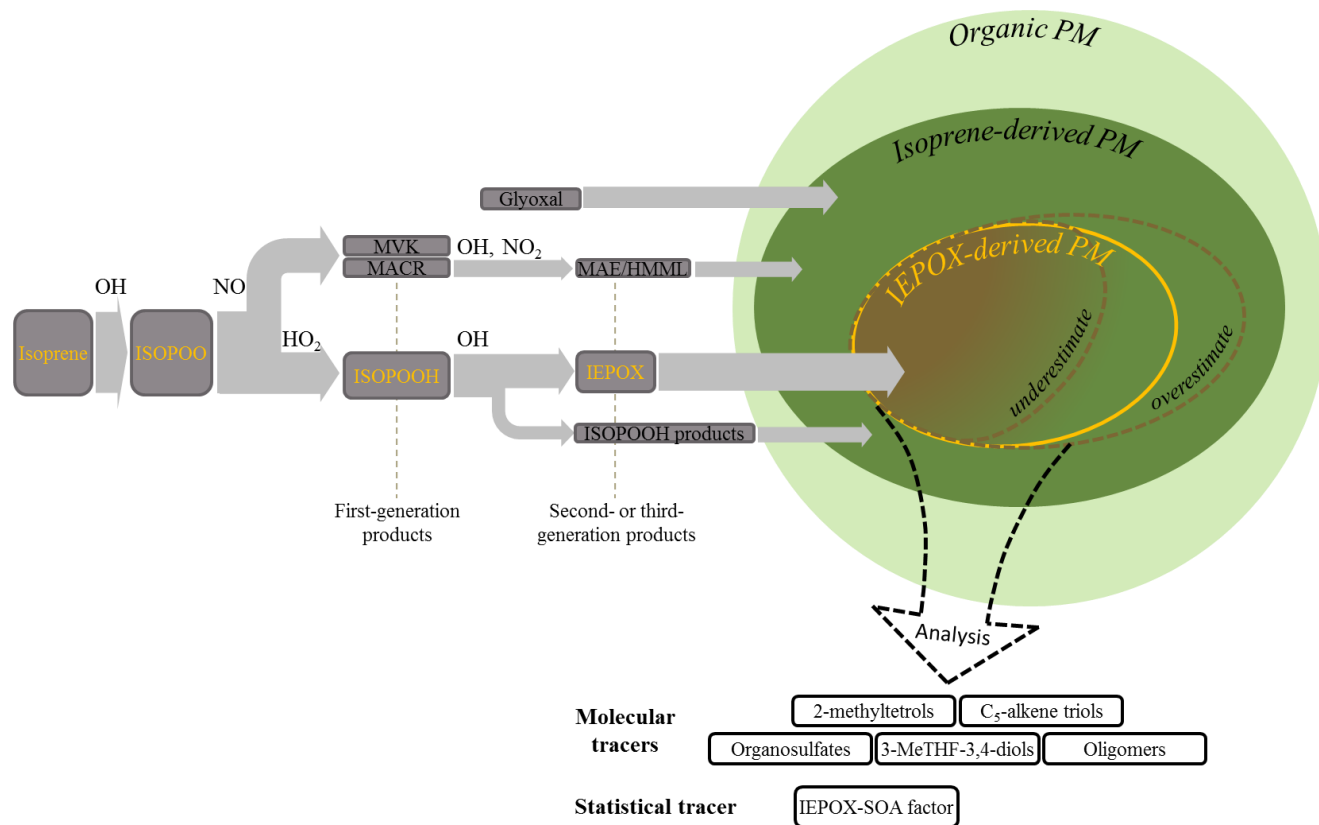 Organic PM
Isoprene-derived PM
Glyoxal
MVK
OH, NO₂
IEPOX-derived PM
MACR
MAE/HMML
OH
NO
Isoprene
ISOPOO
HO₂
OH
ISOPOOH
IEPOX
underestimate
overestimate
ISOPOOH products
First-generation
products
Second- or third-
generation products
Analysis
Molecular
tracers
2-methyltetrols
C₅-alkene triols
Organosulfates
3-MeTHF-3,4-diols
Oligomers
Statistical tracer
IEPOX-SOA factor